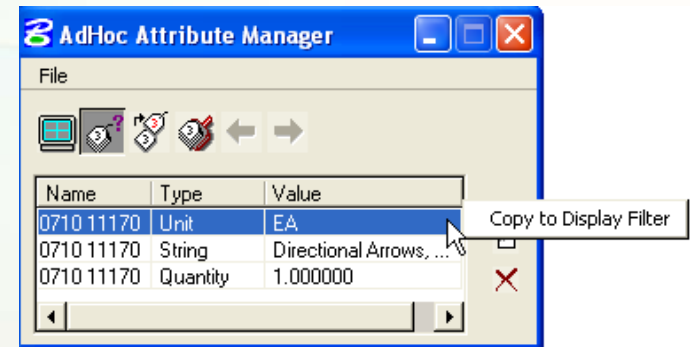 AdHoc Attribute Manager
File
Name Type Value
0710 11170 Unit EA
0710 11170 String Directional Arrows, ...
0710 11170 Quantity 1.000000
Copy to Display Filter